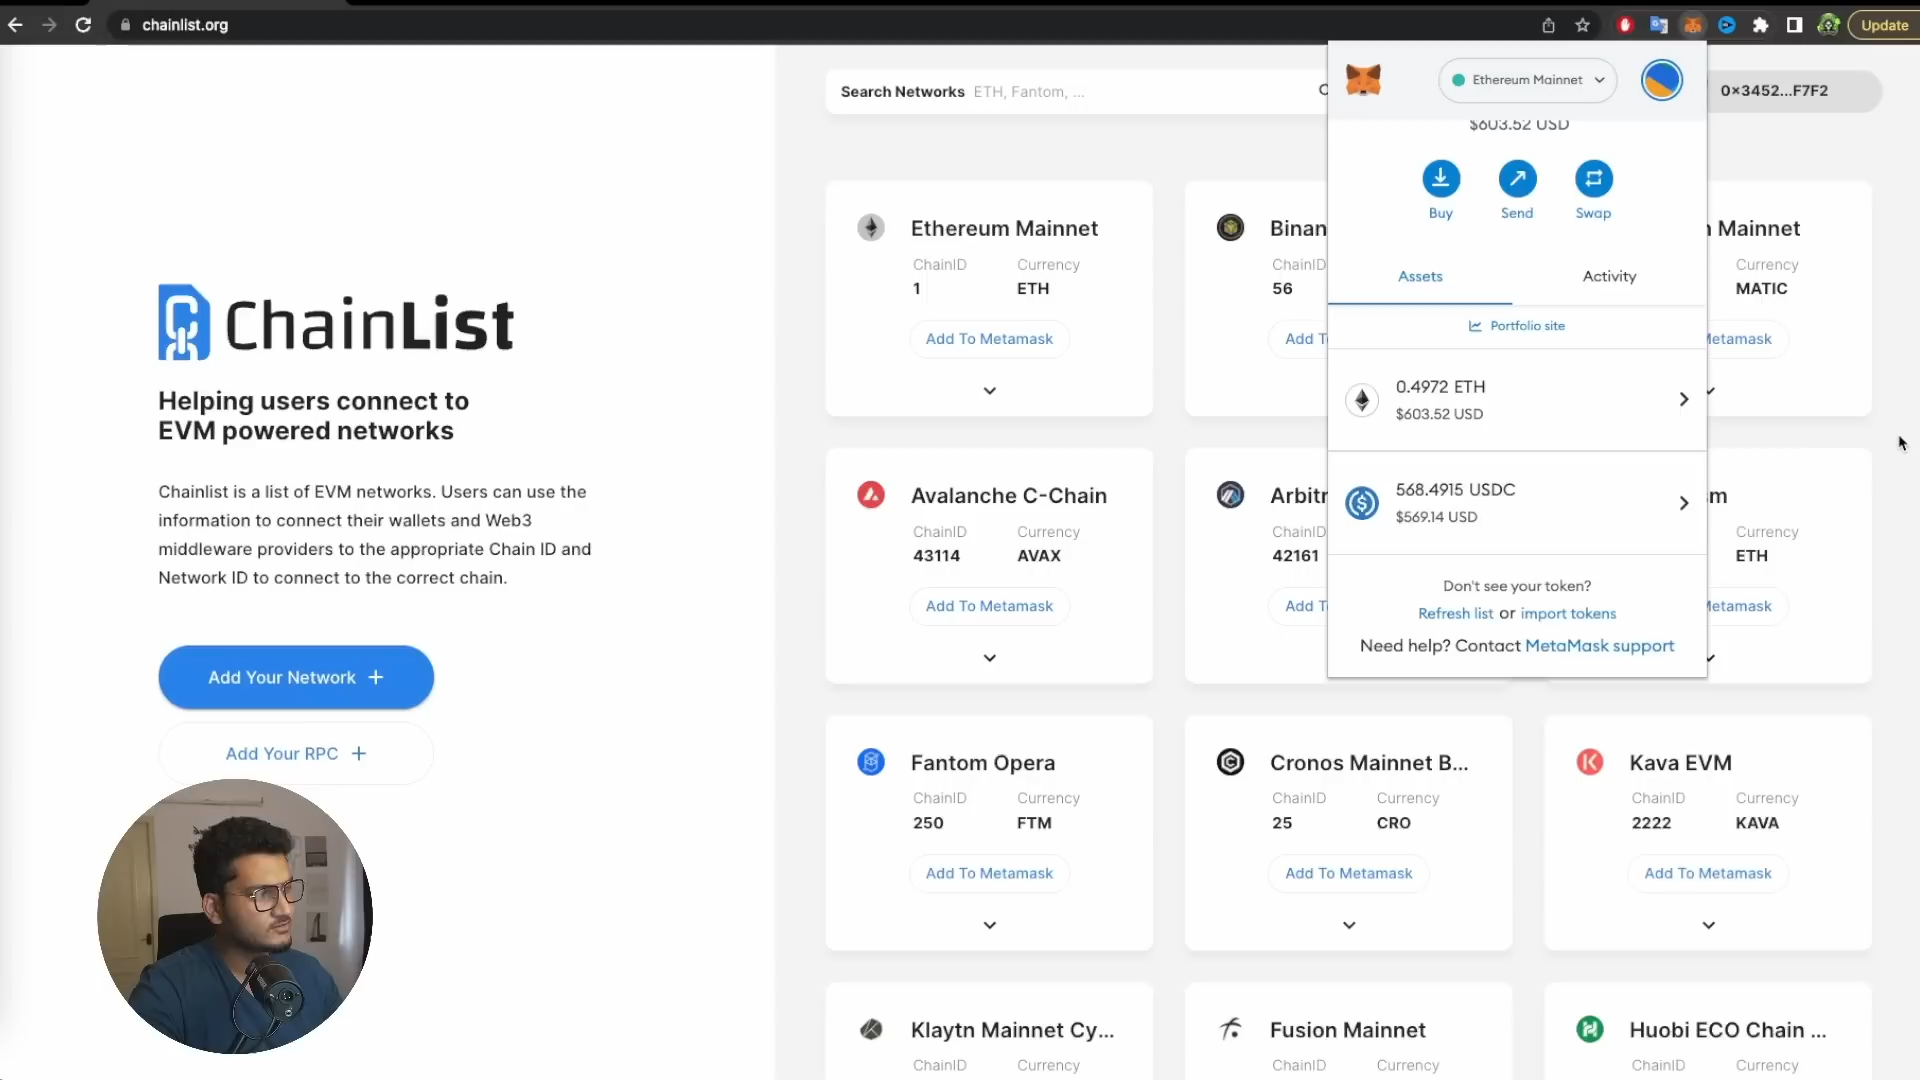 chainlist.org
Update
ChainList
Helping users connect to
EVM powered networks
Chainlist is a list of EVM networks. Users can use the
information to connect their wallets and Web3
middleware providers to the appropriate Chain ID and
Network ID to connect to the correct chain.
Add Your Network +
Add Your RPC +
Search Networks ETH, Fantom, ...
0×3452...F7F2
Ethereum Mainnet
ChainID Currency
1 ETH
Add To Metamask
Binan
ChainID
56
Add T
Mainnet
Currency
MATIC
Metamask
Avalanche C-Chain
ChainID Currency
43114 AVAX
Add To Metamask
Arbitr
ChainID
42161
Add T
sm
Currency
ETH
Metamask
Fantom Opera
ChainID Currency
250 FTM
Add To Metamask
Cronos Mainnet B...
ChainID Currency
25 CRO
Add To Metamask
Kava EVM
ChainID Currency
2222 KAVA
Add To Metamask
Klaytn Mainnet Cy...
ChainID Currency
Fusion Mainnet
ChainID Currency
Huobi ECO Chain ...
ChainID Currency
Ethereum Mainnet
$603.52 USD
Buy Send Swap
Assets Activity
Portfolio site
0.4972 ETH
$603.52 USD
568.4915 USDC
$569.14 USD
Don't see your token?
Refresh list or import tokens
Need help? Contact MetaMask support